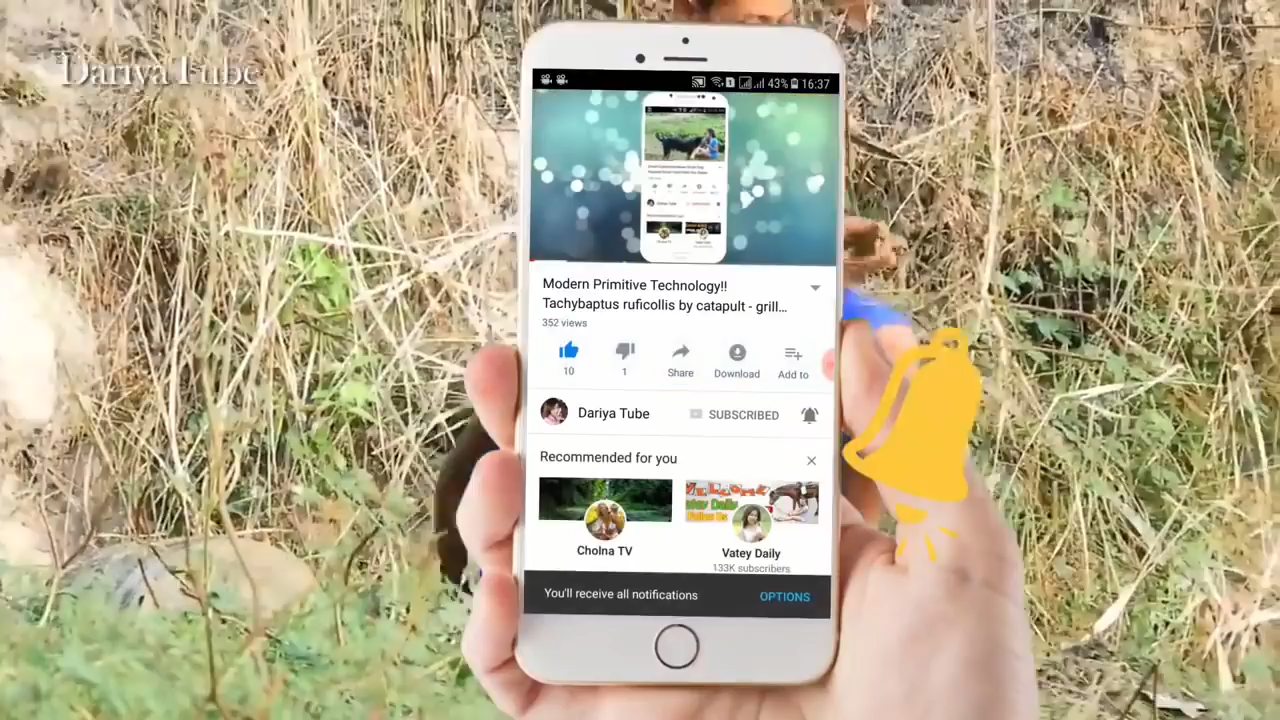 Dariya Tube
43% 16:37
Modern Primitive Technology!!
Tachybaptus ruficollis by catapult - grill...
352 views
10
1
Share
Download
Add to
Dariya Tube
SUBSCRIBED
Recommended for you
Cholna TV
Vatey Daily
133K subscribers
You'll receive all notifications
OPTIONS